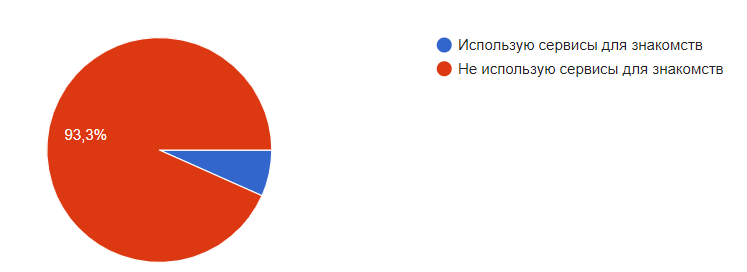 Использую сервисы для знакомств
Не использую сервисы для знакомств
93,3%